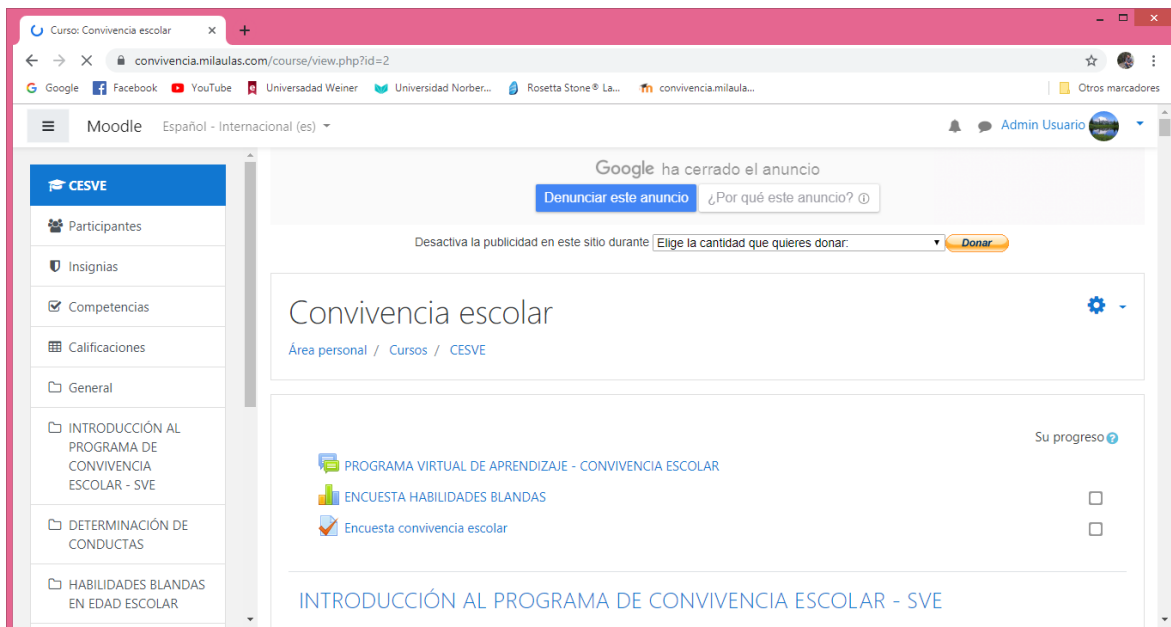 Curso: Convivencia escolar
convivencia.milaulas.com/course/view.php?id=2
Google Facebook YouTube Universadad Weiner Universidad Norber... Rosetta Stone® La... convivencia.milaula... Otros marcadores
Moodle Español - Internacional (es) Admin Usuario
CESVE
Participantes
Insignias
Competencias
Calificaciones
General
INTRODUCCIÓN AL
PROGRAMA DE
CONVIVENCIA
ESCOLAR - SVE
DETERMINACIÓN DE
CONDUCTAS
HABILIDADES BLANDAS
EN EDAD ESCOLAR
Google ha cerrado el anuncio
Denunciar este anuncio ¿Por qué este anuncio?
Desactiva la publicidad en este sitio durante Elige la cantidad que quieres donar: Donar
Convivencia escolar
Área personal / Cursos / CESVE
Su progreso
PROGRAMA VIRTUAL DE APRENDIZAJE - CONVIVENCIA ESCOLAR
ENCUESTA HABILIDADES BLANDAS
Encuesta convivencia escolar
INTRODUCCIÓN AL PROGRAMA DE CONVIVENCIA ESCOLAR - SVE